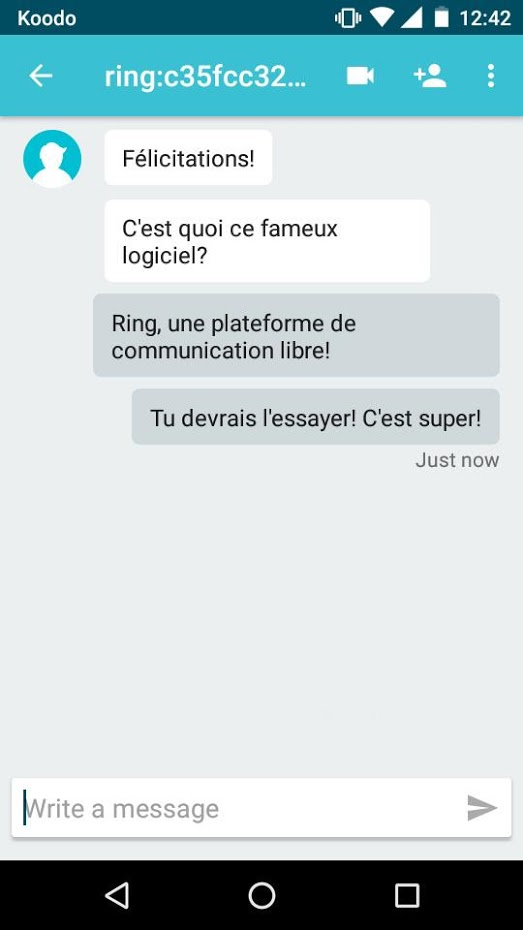 Koodo 12:42
ring:c35fcc32...
Félicitations!
C'est quoi ce fameux
logiciel?
Ring, une plateforme de
communication libre!
Tu devrais l'essayer! C'est super!
Just now
Write a message